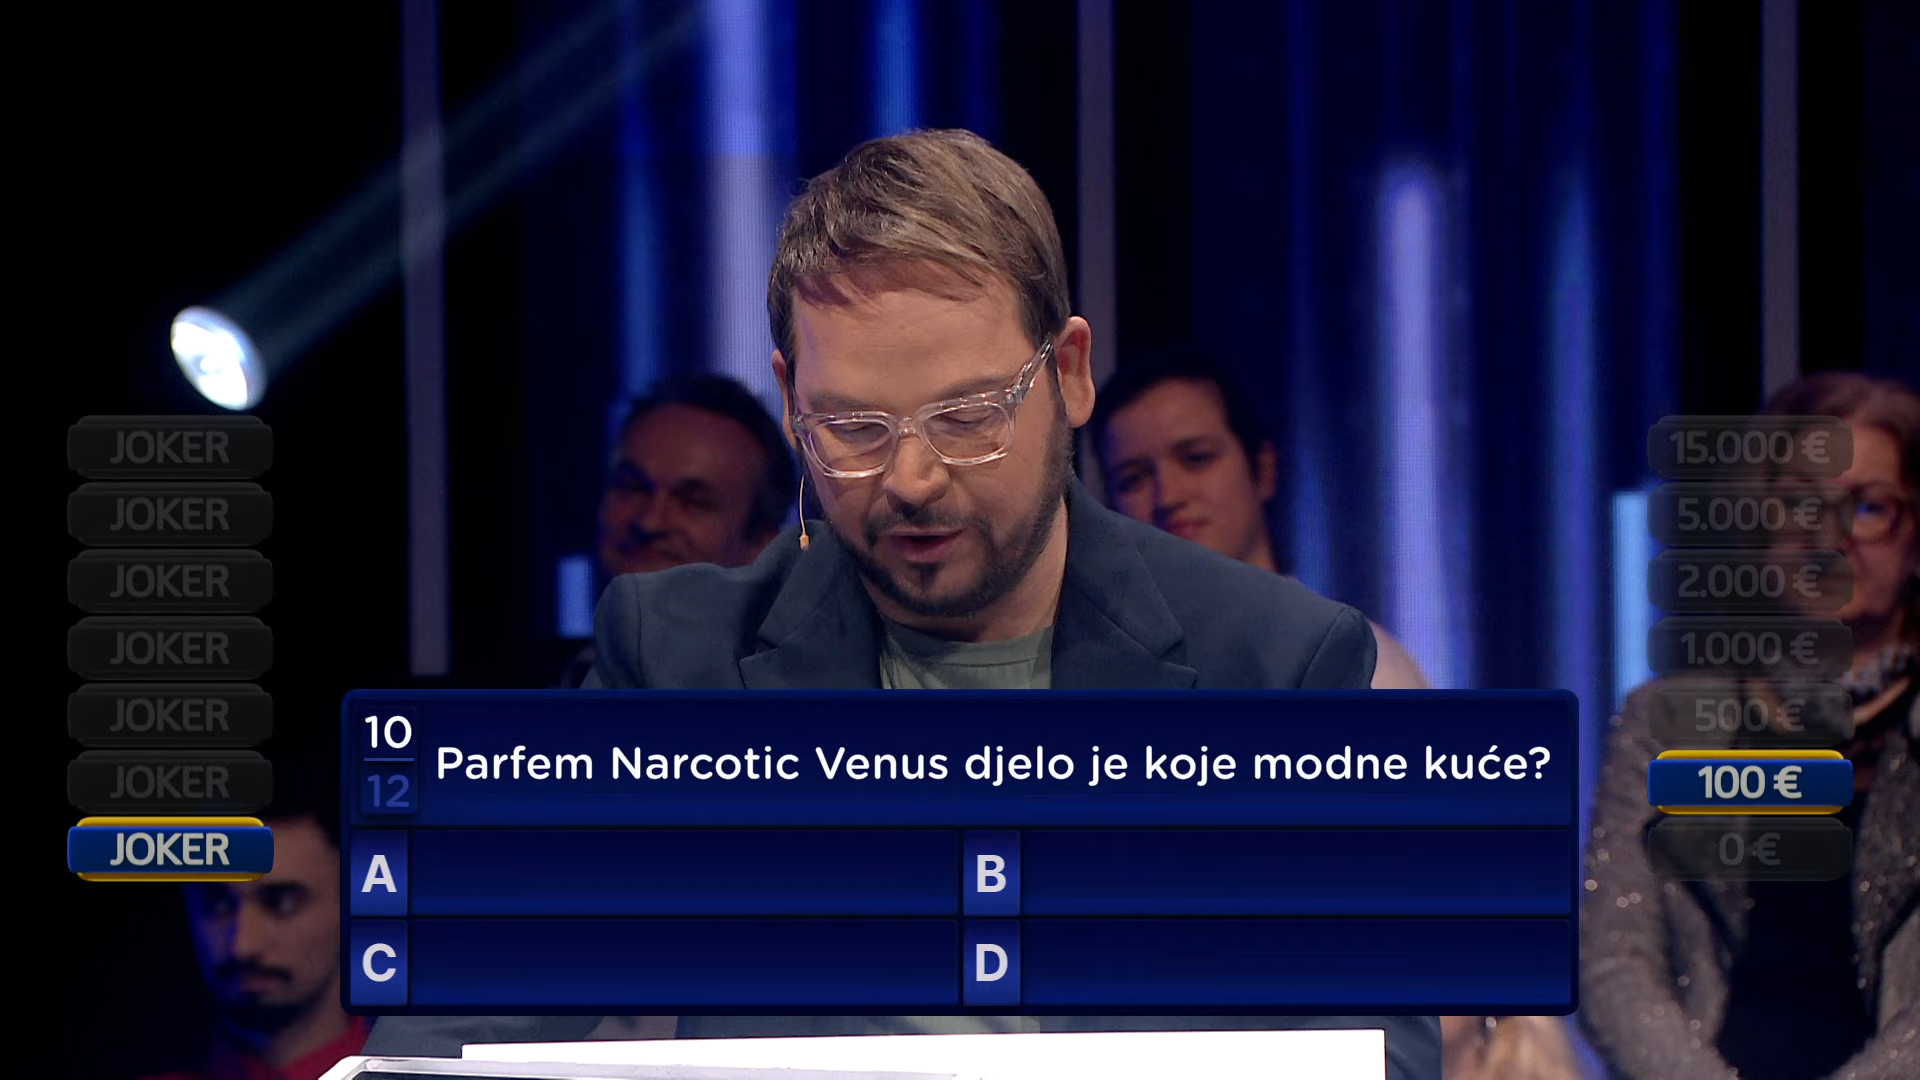 JOKER
JOKER
JOKER
JOKER
JOKER
JOKER
JOKER
15.000 €
5.000 €
2.000 €
1.000 €
500 €
100 €
0 €
10
12
Parfem Narcotic Venus djelo je koje modne kuće?
A
B
C
D